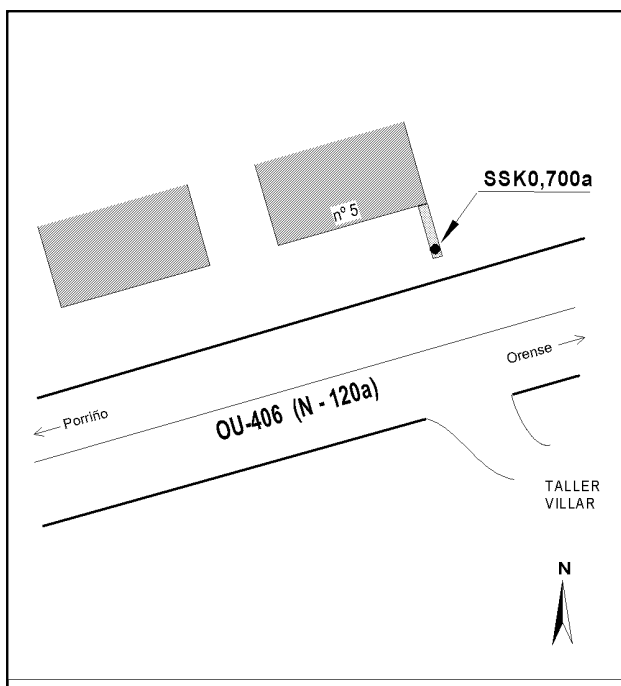 SSK0,700a
nº 5
Orense
Porriño
OU-406 (N - 120a)
TALLER
VILLAR
N